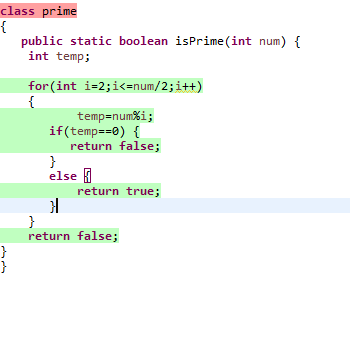 class prime
{
public static boolean isPrime(int num) {
int temp;
for(int i=2;i<=num/2;i++)
{
temp=num%i;
if(temp==0) {
return false;
}
else {
return true;
}
}
return false;
}
}